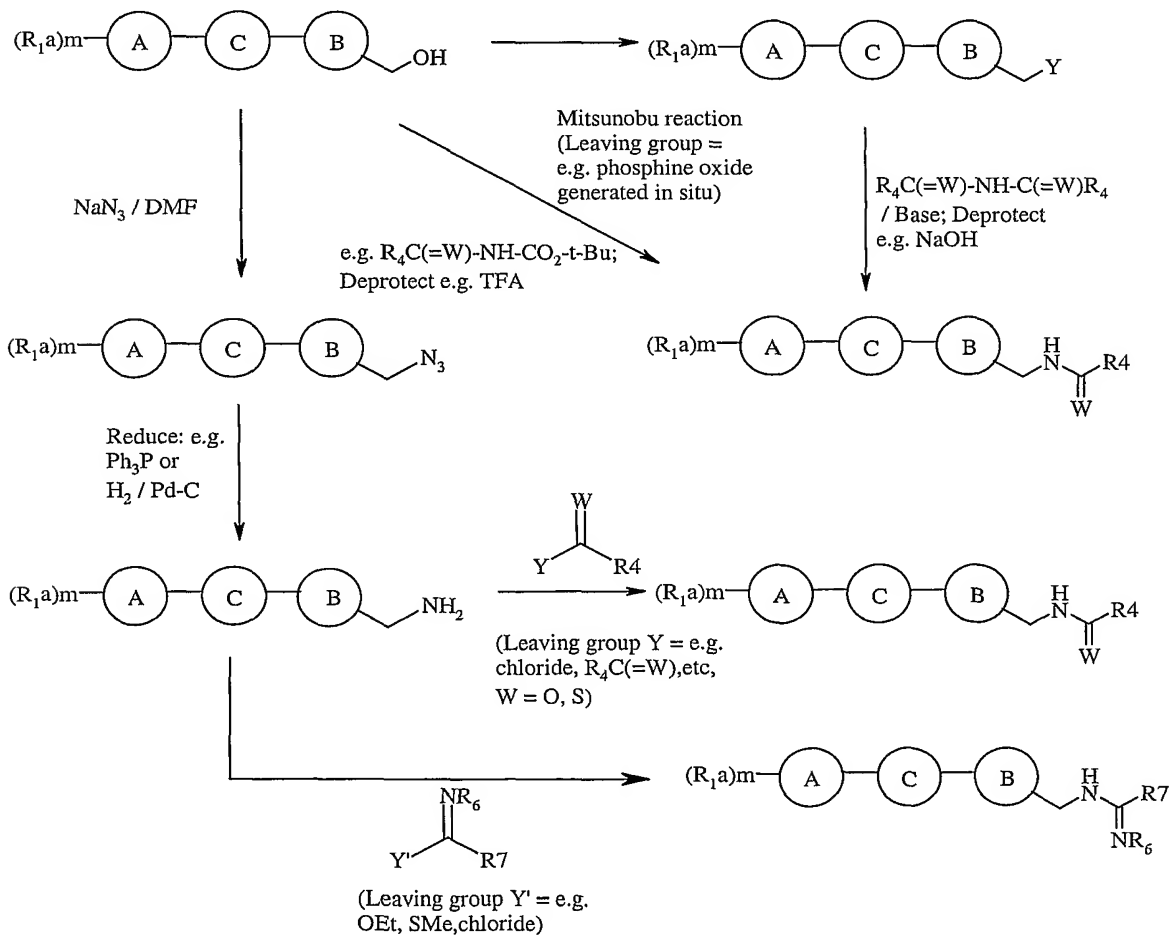 (R₁a)m A C B OH
(R₁a)m A C B Y
Mitsunobu reaction
(Leaving group =
e.g. phosphine oxide
generated in situ)
NaN₃ / DMF
R₄C(=W)-NH-C(=W)R₄
/ Base; Deprotect
e.g. NaOH
e.g. R₄C(=W)-NH-CO₂-t-Bu;
Deprotect e.g. TFA
(R₁a)m A C B N₃
(R₁a)m A C B H N R4 W
Reduce: e.g.
Ph₃P or
H₂ / Pd-C
W
Y R4
(R₁a)m A C B NH₂
(R₁a)m A C B H N R4 W
(Leaving group Y = e.g.
chloride, R₄C(=W),etc,
W = O, S)
(R₁a)m A C B H N R7 NR₆
NR₆
Y' R7
(Leaving group Y' = e.g.
OEt, SMe,chloride)